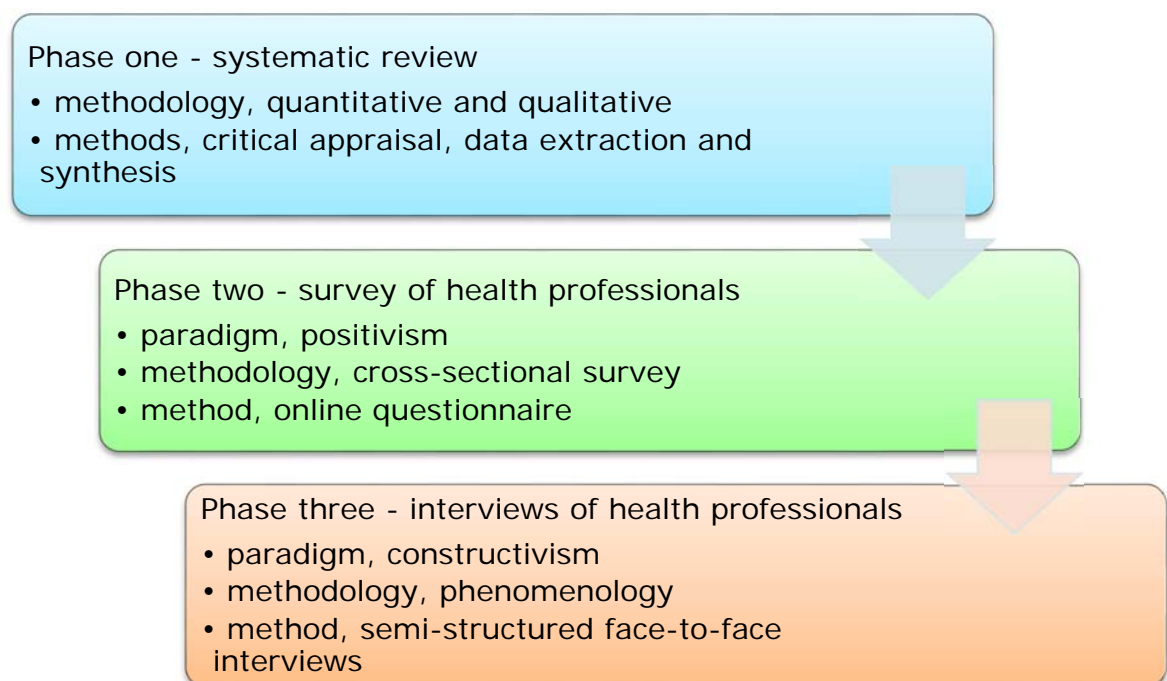 Phase one - systematic review
• methodology, quantitative and qualitative
• methods, critical appraisal, data extraction and
synthesis
Phase two - survey of health professionals
• paradigm, positivism
• methodology, cross-sectional survey
• method, online questionnaire
Phase three - interviews of health professionals
• paradigm, constructivism
• methodology, phenomenology
• method, semi-structured face-to-face
interviews